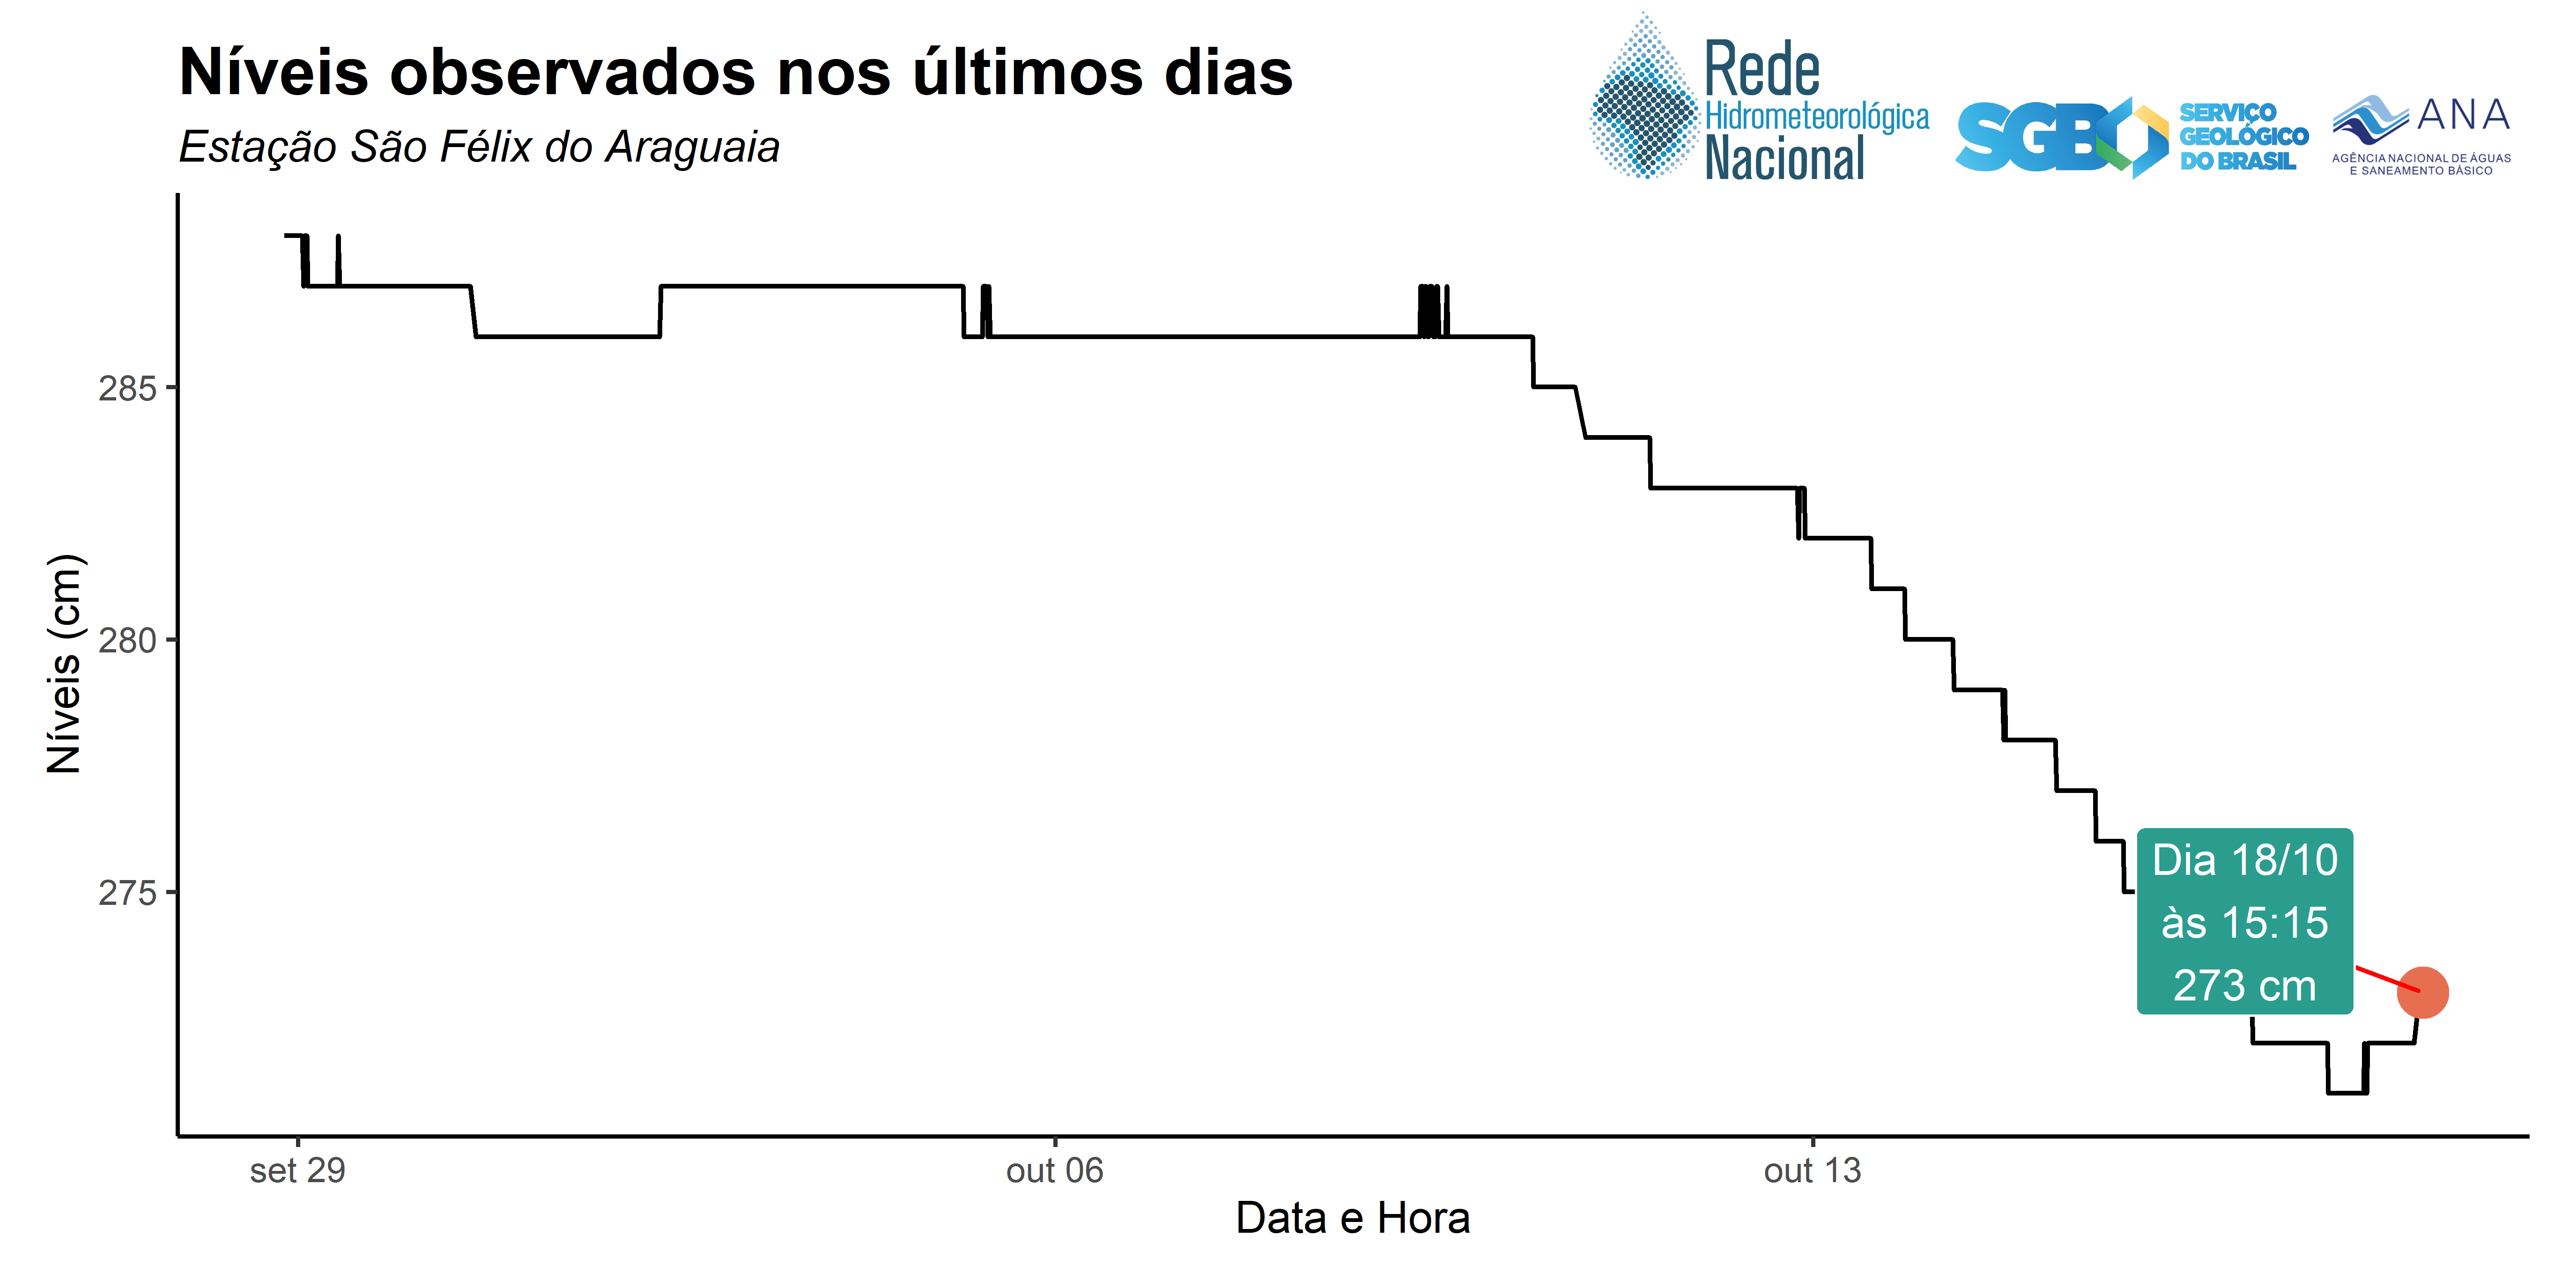 Níveis observados nos últimos dias
Estação São Félix do Araguaia
Rede
Hidrometeorológica
Nacional
SGB
SERVIÇO
GEOLÓGICO
DO BRASIL
ANA
AGÊNCIA NACIONAL DE ÁGUAS
E SANEAMENTO BÁSICO
Níveis (cm)
285
280
275
Dia 18/10
às 15:15
273 cm
set 29
out 06
out 13
Data e Hora